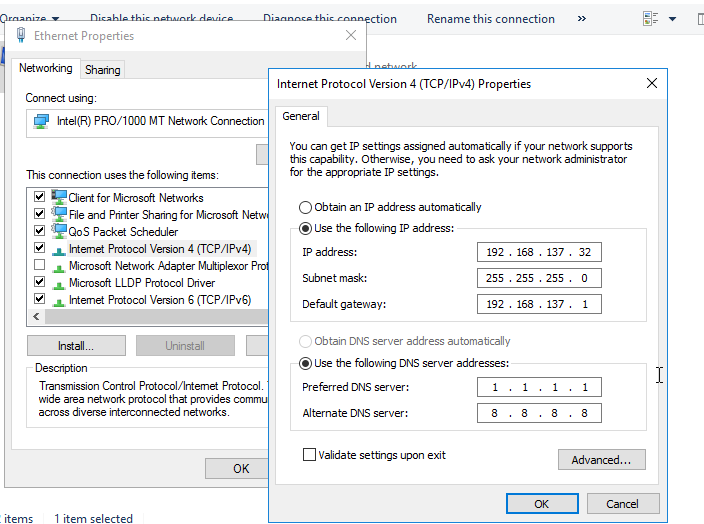 Organize
Disable this network device
Diagnose this connection
Rename this connection
»
Ethernet Properties
Networking
Sharing
Connect using:
Intel(R) PRO/1000 MT Network Connection
This connection uses the following items:
Client for Microsoft Networks
File and Printer Sharing for Microsoft Netw
QoS Packet Scheduler
Internet Protocol Version 4 (TCP/IPv4)
Microsoft Network Adapter Multiplexor Prot
Microsoft LLDP Protocol Driver
Internet Protocol Version 6 (TCP/IPv6)
Install...
Uninstall
Description
Transmission Control Protocol/Internet Protocol.
wide area network protocol that provides commu
across diverse interconnected networks.
OK
items
1 item selected
network
Internet Protocol Version 4 (TCP/IPv4) Properties
General
You can get IP settings assigned automatically if your network supports
this capability. Otherwise, you need to ask your network administrator
for the appropriate IP settings.
Obtain an IP address automatically
Use the following IP address:
IP address: 192 . 168 . 137 . 32
Subnet mask: 255 . 255 . 255 . 0
Default gateway: 192 . 168 . 137 . 1
Obtain DNS server address automatically
Use the following DNS server addresses:
Preferred DNS server: 1 . 1 . 1 . 1
Alternate DNS server: 8 . 8 . 8 . 8
Validate settings upon exit
Advanced...
OK
Cancel